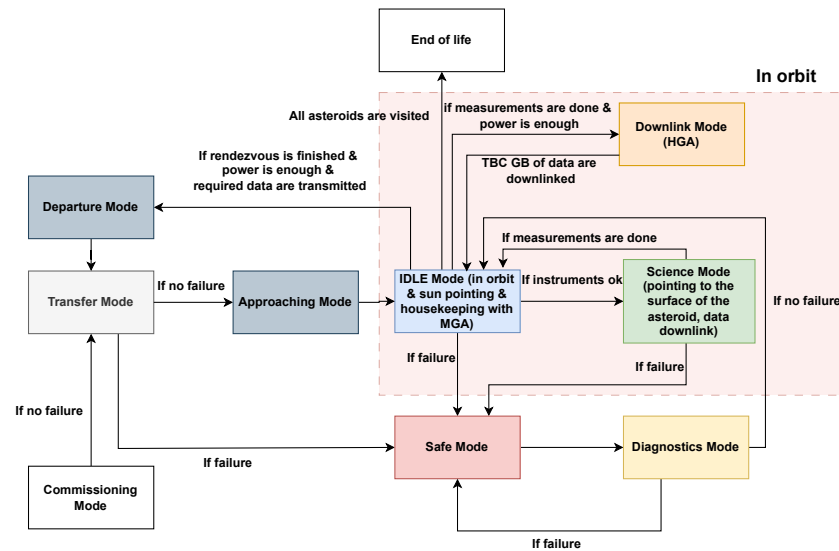 End of life
In orbit
All asteroids are visited
if measurements are done &
power is enough
Downlink Mode
(HGA)
TBC GB of data are
downlinked
If rendezvous is finished &
power is enough &
required data are transmitted
Departure Mode
If measurements are done
Transfer Mode
If no failure
Approaching Mode
IDLE Mode (in orbit
& sun pointing &
housekeeping with
MGA)
If instruments ok
Science Mode
(pointing to the
surface of the
asteroid, data
downlink)
If no failure
If failure
If failure
If no failure
If failure
Safe Mode
Diagnostics Mode
Commissioning
Mode
If failure